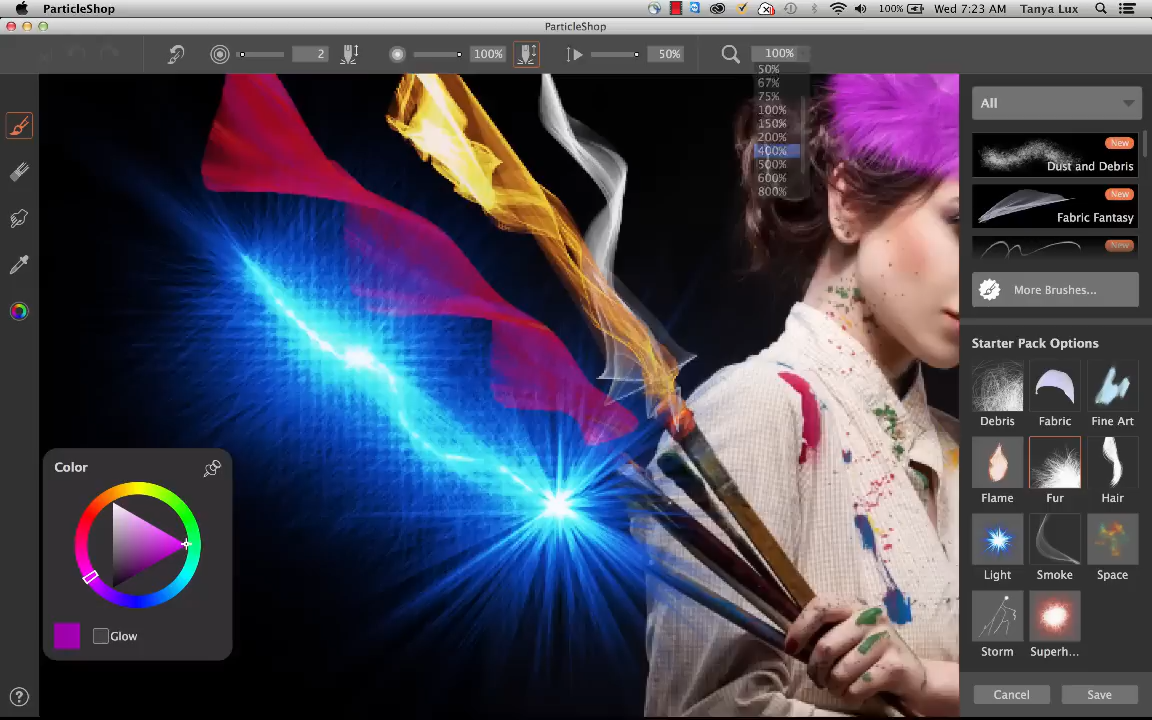 ParticleShop
100%
Wed 7:23 AM
Tanya Lux
ParticleShop
2
100%
50%
100%
50%
67%
75%
100%
150%
200%
400%
500%
600%
800%
All
New
Dust and Debris
New
Fabric Fantasy
New
More Brushes...
Starter Pack Options
Debris
Fabric
Fine Art
Flame
Fur
Hair
Light
Smoke
Space
Storm
Superh...
Color
Glow
?
Cancel
Save